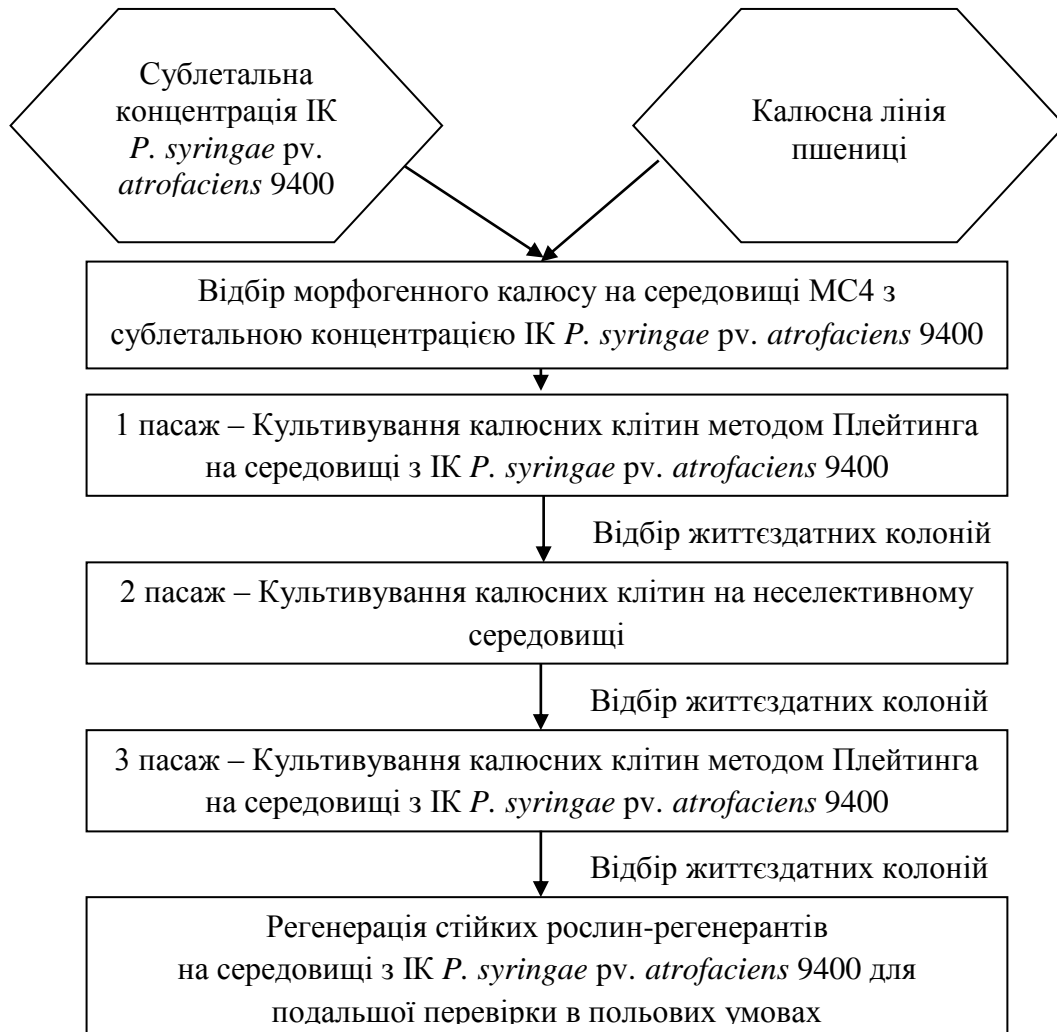 Сублетальна
концентрація ІК
P. syringae pv.
atrofaciens 9400
Калюсна лінія
пшениці
Відбір морфогенного калюсу на середовищі МС4 з
сублетальною концентрацією ІК P. syringae pv. atrofaciens 9400
1 пасаж – Культивування калюсних клітин методом Плейтинга
на середовищі з ІК P. syringae pv. atrofaciens 9400
Відбір життєздатних колоній
2 пасаж – Культивування калюсних клітин на неселективному
середовищі
Відбір життєздатних колоній
3 пасаж – Культивування калюсних клітин методом Плейтинга
на середовищі з ІК P. syringae pv. atrofaciens 9400
Відбір життєздатних колоній
Регенерація стійких рослин-регенерантів
на середовищі з ІК P. syringae pv. atrofaciens 9400 для
подальшої перевірки в польових умовах